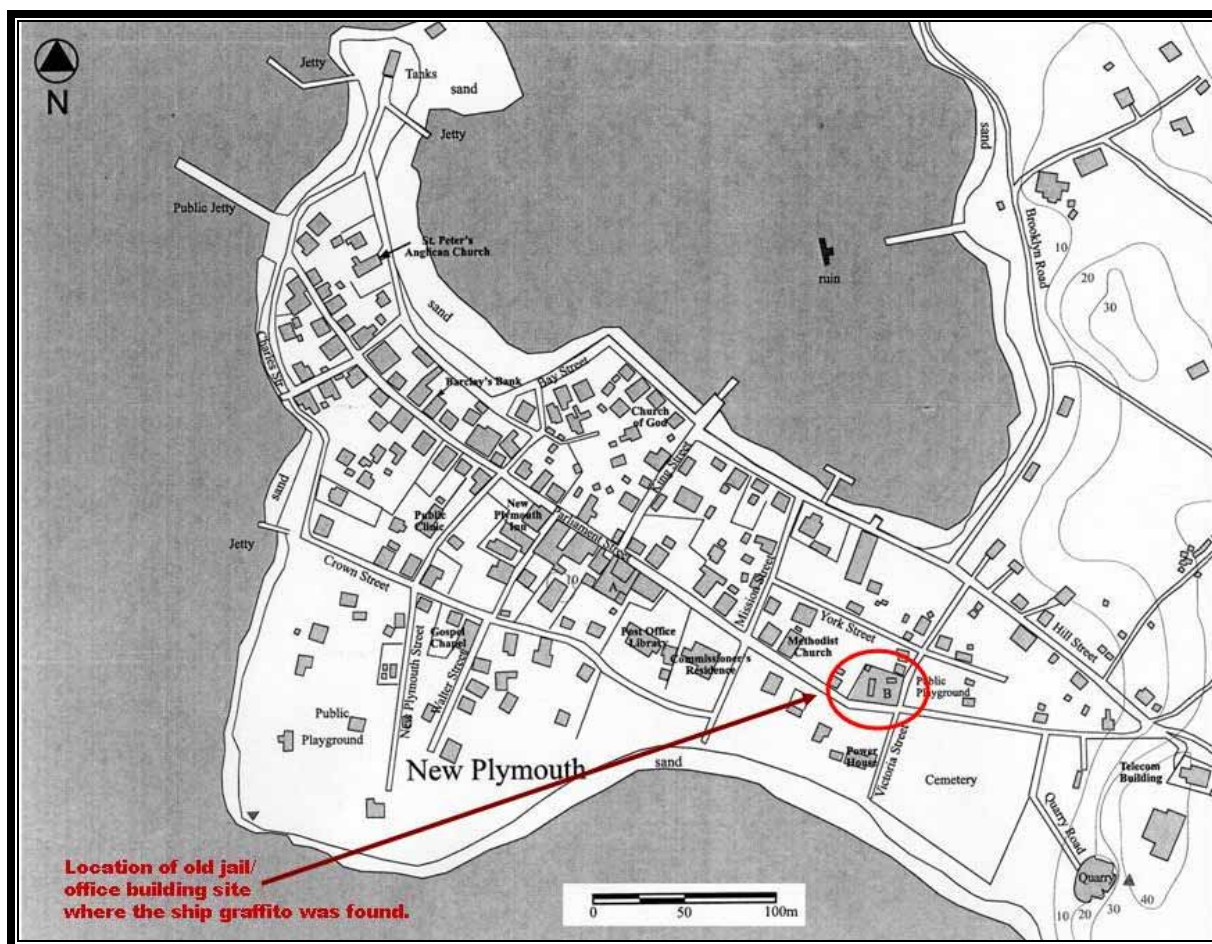 N
Jetty
Tanks
sand
Jetty
Public Jetty
St. Peter's
Anglican Church
sand
Brooklyn Road
10
20
30
ruin
sand
Charles Str.
Barcley's Bank
Bay Street
Church
of God
King Street
sand
Jetty
Public
Clinic
New
Plymouth
Inn
Parliament Street
10
A
Crown Street
Mission Street
York Street
Hill Street
Gospel
Chapel
Post Office
Library
Commissioner's
Residence
Methodist
Church
B
Public
Playground
New Plymouth Street
Walter Street
Public
Playground
New Plymouth
sand
Power
House
Victoria Street
Cemetery
Telecom
Building
Quarry Road
Quarry
10
20
30
40
Location of old jail/
office building site
where the ship graffito was found.
0
50
100m